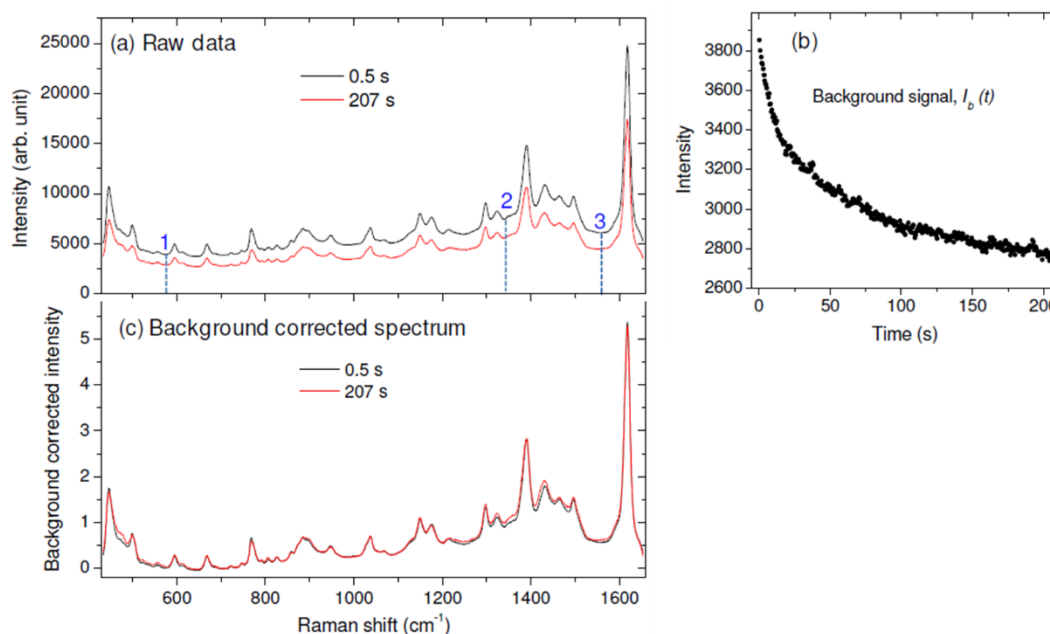 (a) Raw data
0.5 s
207 s
25000
20000
15000
10000
5000
0
Intensity (arb. unit)
1
2
3
(b)
Background signal, I_b (t)
3800
3600
3400
3200
3000
2800
2600
Intensity
0 50 100 150 200
Time (s)
(c) Background corrected spectrum
0.5 s
207 s
5
4
3
2
1
0
Background corrected intensity
600 800 1000 1200 1400 1600
Raman shift (cm⁻¹)